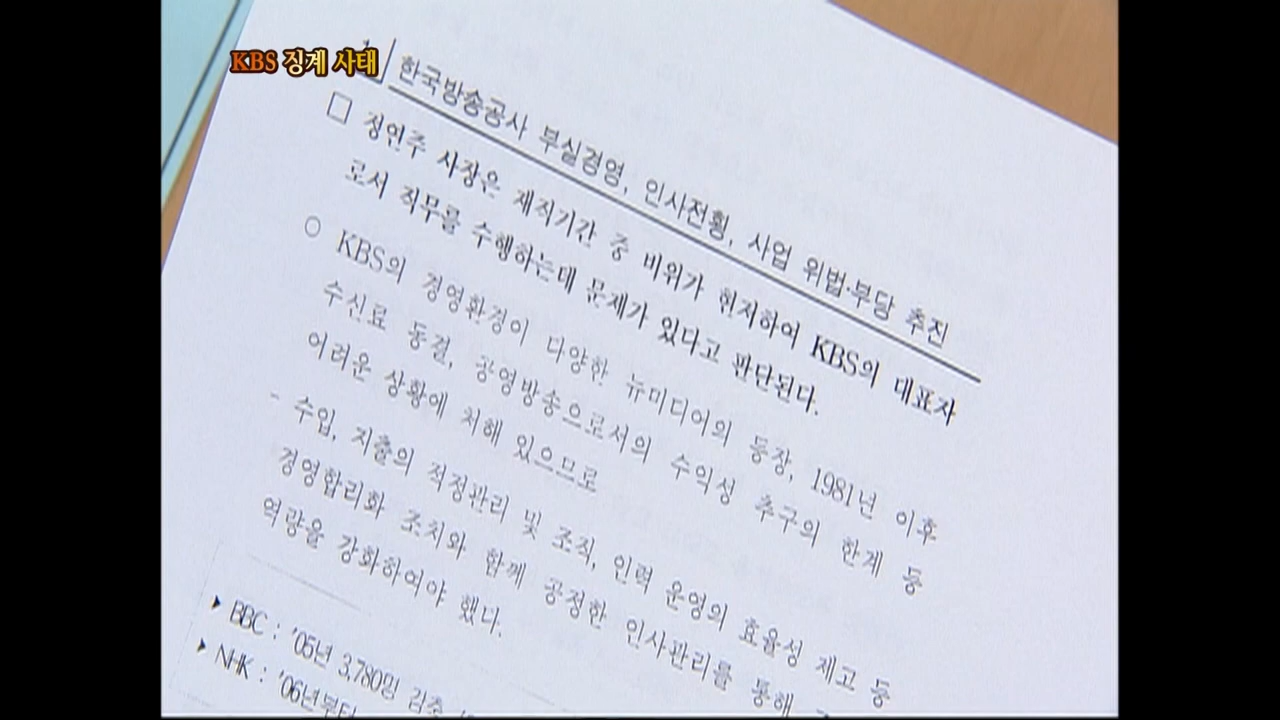 KBS 징계 사태
한국방송공사 부실경영, 인사전횡, 사업 위법·부당 추진
□ 정연주 사장은 재직기간 중 비위가 현저하여 KBS의 대표자
로서 직무를 수행하는데 문제가 있다고 판단된다.
○ KBS의 경영환경이 다양한 뉴미디어의 등장, 1981년 이후
수신료 동결, 공영방송으로서의 수익성 추구의 한계 등
어려운 상황에 처해 있으므로
- 수입, 지출의 적정관리 및 조직, 인력 운영의 효율성 제고 등
경영합리화 조치와 함께 공정한 인사관리를 통해
역량을 강화하여야 했다.
▶ BBC : '05년 3,780명 감축
▶ NHK : '06년부터